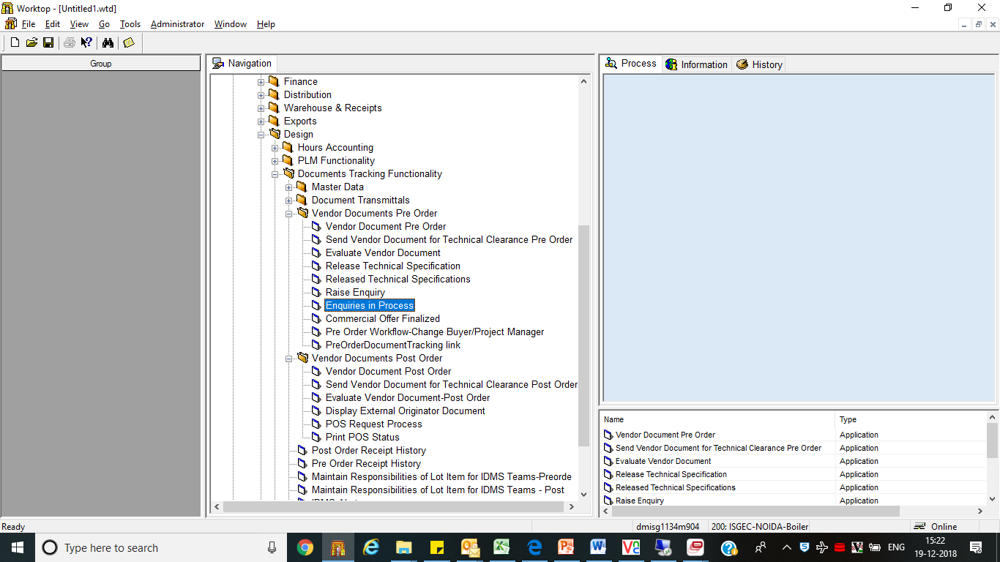 Worktop - [Untitled1.wtd]
File Edit View Go Tools Administrator Window Help
Group
Navigation
Finance
Distribution
Warehouse & Receipts
Exports
Design
Hours Accounting
PLM Functionality
Documents Tracking Functionality
Master Data
Document Transmittals
Vendor Documents Pre Order
Vendor Document Pre Order
Send Vendor Document for Technical Clearance Pre Order
Evaluate Vendor Document
Release Technical Specification
Released Technical Specifications
Raise Enquiry
Enquiries in Process
Commercial Offer Finalized
Pre Order Workflow-Change Buyer/Project Manager
PreOrderDocumentTracking link
Vendor Documents Post Order
Vendor Document Post Order
Send Vendor Document for Technical Clearance Post Order
Evaluate Vendor Document-Post Order
Display External Originator Document
POS Request Process
Print POS Status
Post Order Receipt History
Pre Order Receipt History
Maintain Responsibilities of Lot Item for IDMS Teams-Preorde
Maintain Responsibilities of Lot Item for IDMS Teams - Post
Process Information History
Name Type
Vendor Document Pre Order Application
Send Vendor Document for Technical Clearance Pre Order Application
Evaluate Vendor Document Application
Release Technical Specification Application
Released Technical Specifications Application
Raise Enquiry Application
Ready dmisg1134m904 200: ISGEC-NOIDA-Boiler Online
Type here to search
ENG
15:22
19-12-2018